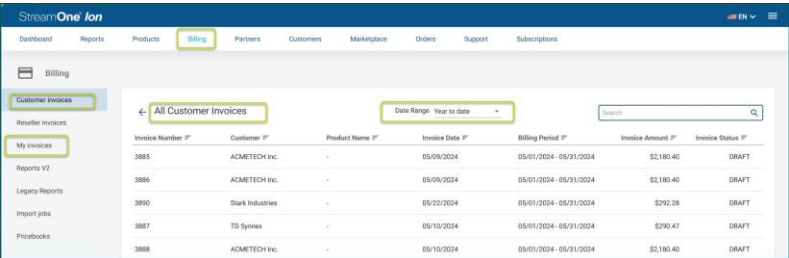 StreamOne Ion
EN
Dashboard Reports Products Billing Partners Customers Marketplace Orders Support Subscriptions
Billing
Customer invoices
Reseller Invoices
My invoices
Reports V2
Legacy Reports
Import jobs
Pricebooks
All Customer Invoices
Date Range Year to date
Search
Invoice Number Customer Product Name Invoice Date Billing Period Invoice Amount Invoice Status
3885 ACMETECH Inc. - 05/09/2024 05/01/2024 - 05/31/2024 $2,180.40 DRAFT
3886 ACMETECH Inc. - 05/09/2024 05/01/2024 - 05/31/2024 $2,180.40 DRAFT
3890 Stark Industries - 05/22/2024 05/01/2024 - 05/31/2024 $292.28 DRAFT
3887 TD Synnex - 05/10/2024 05/01/2024 - 05/31/2024 $290.47 DRAFT
3888 ACMETECH Inc. - 05/10/2024 05/01/2024 - 05/31/2024 $2,180.40 DRAFT